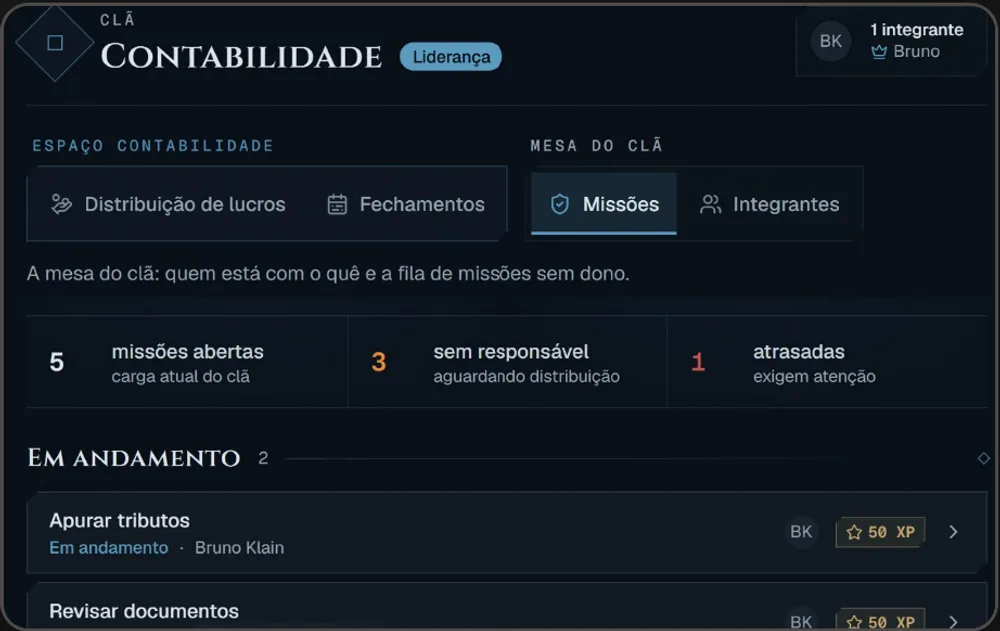 CLÃ
CONTABILIDADE
Liderança
BK
1 integrante
Bruno
ESPAÇO CONTABILIDADE
Distribuição de lucros
Fechamentos
MESA DO CLÃ
Missões
Integrantes
A mesa do clã: quem está com o quê e a fila de missões sem dono.
5
missões abertas
carga atual do clã
3
sem responsável
aguardando distribuição
1
atrasadas
exigem atenção
EM ANDAMENTO 2
Apurar tributos
Em andamento · Bruno Klain
BK
50 XP
Revisar documentos
BK
50 XP